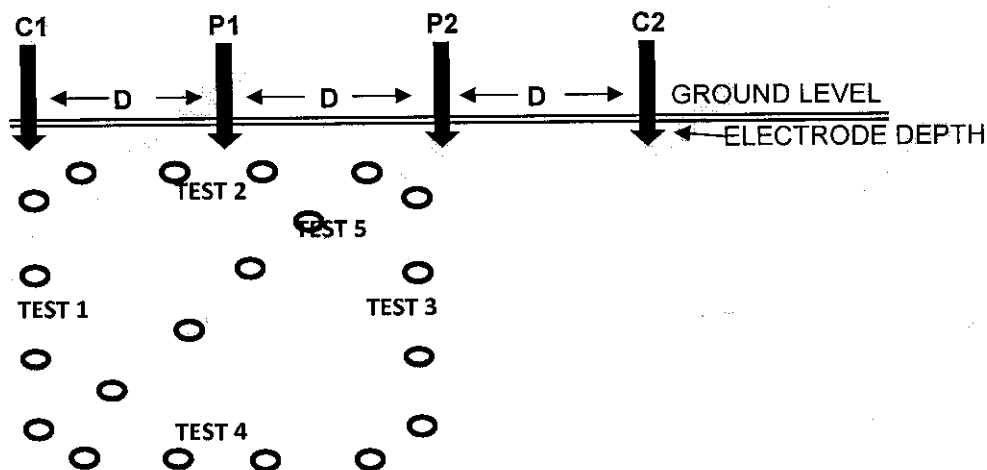 C1 P1 P2 C2
D D D
GROUND LEVEL
ELECTRODE DEPTH
TEST 2
TEST 5
TEST 1 TEST 3
TEST 4